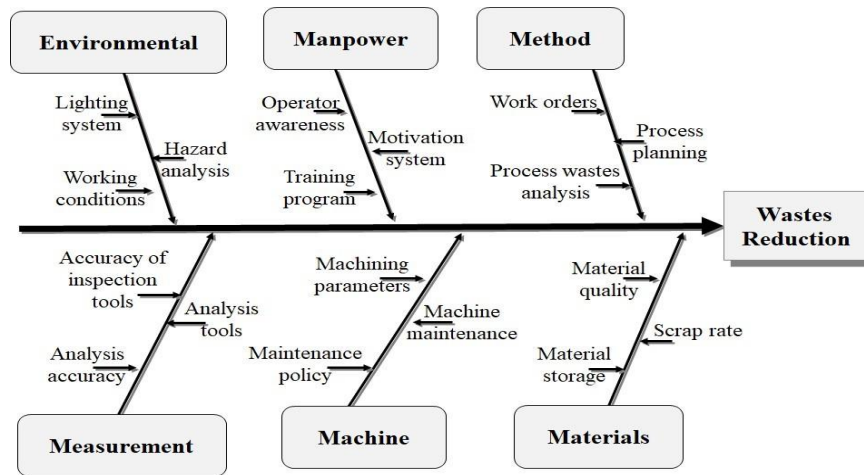 Environmental
Manpower
Method
Lighting
system
Hazard
analysis
Working
conditions
Operator
awareness
Motivation
system
Training
program
Work orders
Process
planning
Process wastes
analysis
Wastes
Reduction
Accuracy of
inspection
tools
Analysis
tools
Analysis
accuracy
Machining
parameters
Machine
maintenance
Maintenance
policy
Material
quality
Scrap rate
Material
storage
Measurement
Machine
Materials